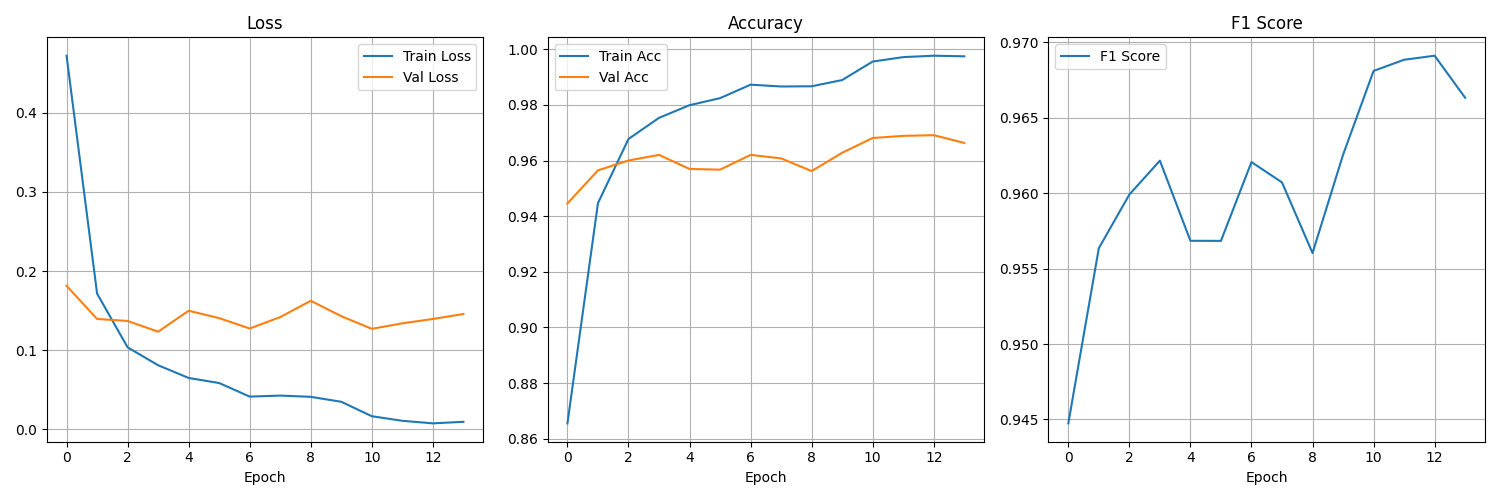 Loss
Train Loss
Val Loss
0.4
0.3
0.2
0.1
0.0
0 2 4 6 8 10 12
Epoch
Accuracy
Train Acc
Val Acc
1.00
0.98
0.96
0.94
0.92
0.90
0.88
0.86
0 2 4 6 8 10 12
Epoch
F1 Score
F1 Score
0.970
0.965
0.960
0.955
0.950
0.945
0 2 4 6 8 10 12
Epoch